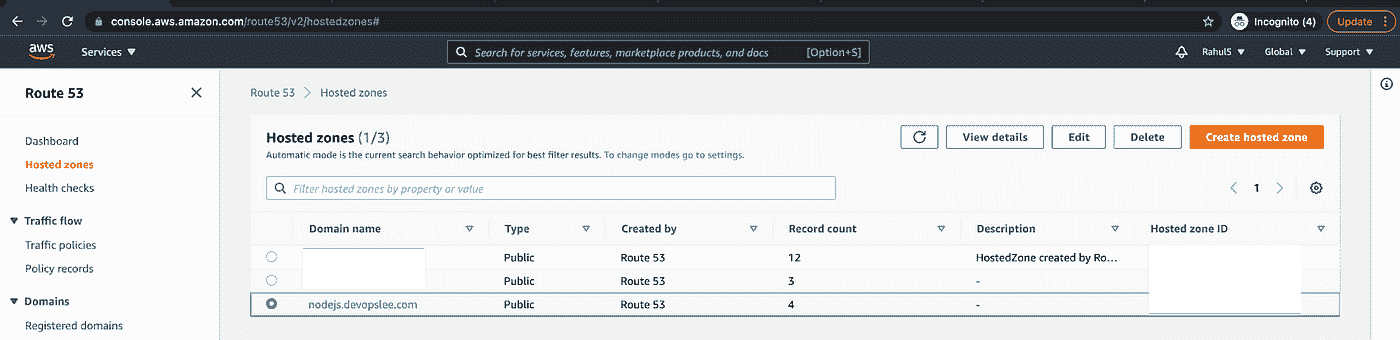 console.aws.amazon.com/route53/v2/hostedzones#
Incognito (4)
Update
aws
Services
Search for services, features, marketplace products, and docs
[Option+S]
RahulS
Global
Support
Route 53
Dashboard
Hosted zones
Health checks
Traffic flow
Traffic policies
Policy records
Domains
Registered domains
Route 53 > Hosted zones
Hosted zones (1/3)
Automatic mode is the current search behavior optimized for best filter results. To change modes go to settings.
View details
Edit
Delete
Create hosted zone
Filter hosted zones by property or value
1
Domain name Type Created by Record count Description Hosted zone ID
Public Route 53 12 HostedZone created by Ro...
Public Route 53 3 -
nodejs.devopslee.com Public Route 53 4 -